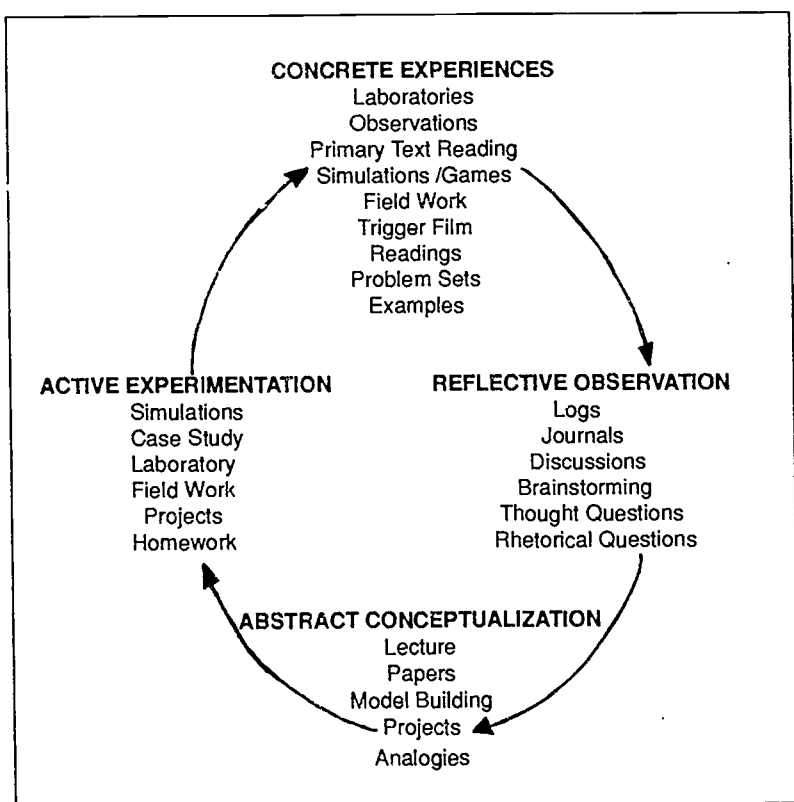 CONCRETE EXPERIENCES
Laboratories
Observations
Primary Text Reading
Simulations /Games
Field Work
Trigger Film
Readings
Problem Sets
Examples
ACTIVE EXPERIMENTATION
Simulations
Case Study
Laboratory
Field Work
Projects
Homework
REFLECTIVE OBSERVATION
Logs
Journals
Discussions
Brainstorming
Thought Questions
Rhetorical Questions
ABSTRACT CONCEPTUALIZATION
Lecture
Papers
Model Building
Projects
Analogies